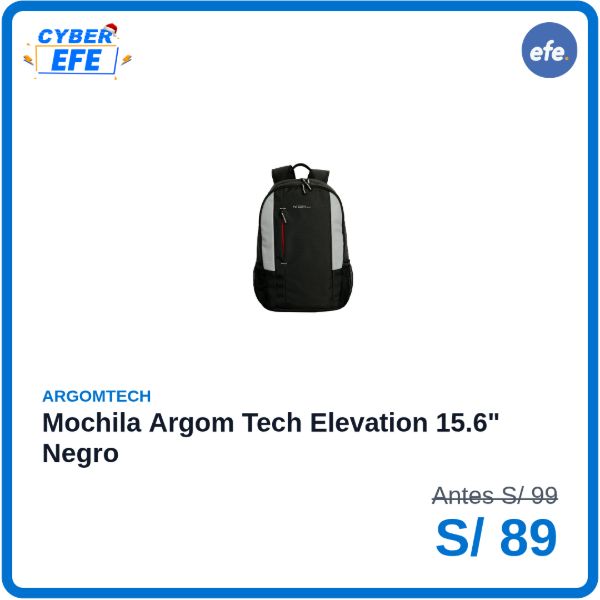 CYBER
EFE
efe.
ARGOMTECH
Mochila Argom Tech Elevation 15.6"
Negro
Antes S/ 99
S/ 89